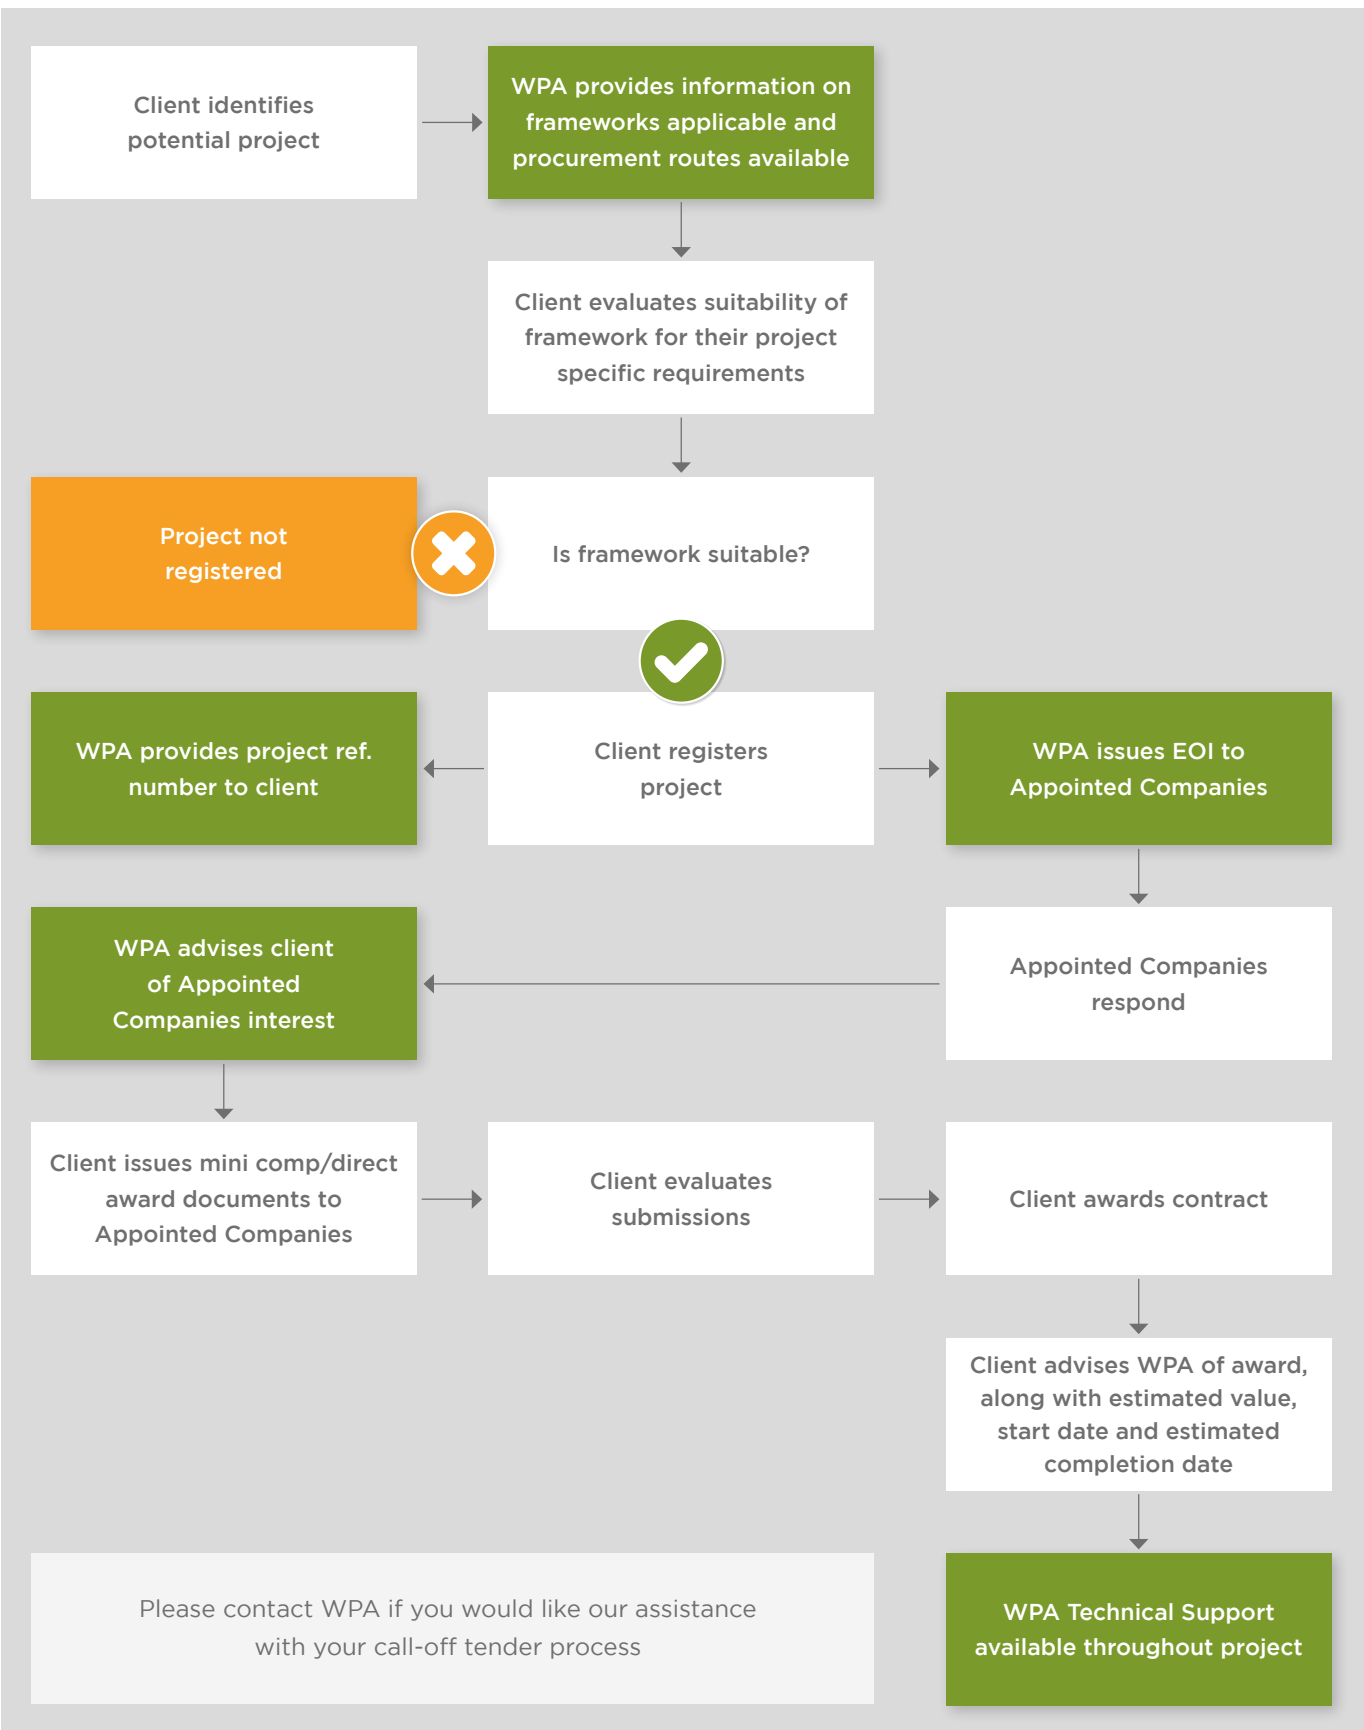 Client identifies
potential project
WPA provides information on
frameworks applicable and
procurement routes available
Client evaluates suitability of
framework for their project
specific requirements
Project not
registered
Is framework suitable?
WPA provides project ref.
number to client
Client registers
project
WPA issues EOI to
Appointed Companies
WPA advises client
of Appointed
Companies interest
Appointed Companies
respond
Client issues mini comp/direct
award documents to
Appointed Companies
Client evaluates
submissions
Client awards contract
Client advises WPA of award,
along with estimated value,
start date and estimated
completion date
Please contact WPA if you would like our assistance
with your call-off tender process
WPA Technical Support
available throughout project